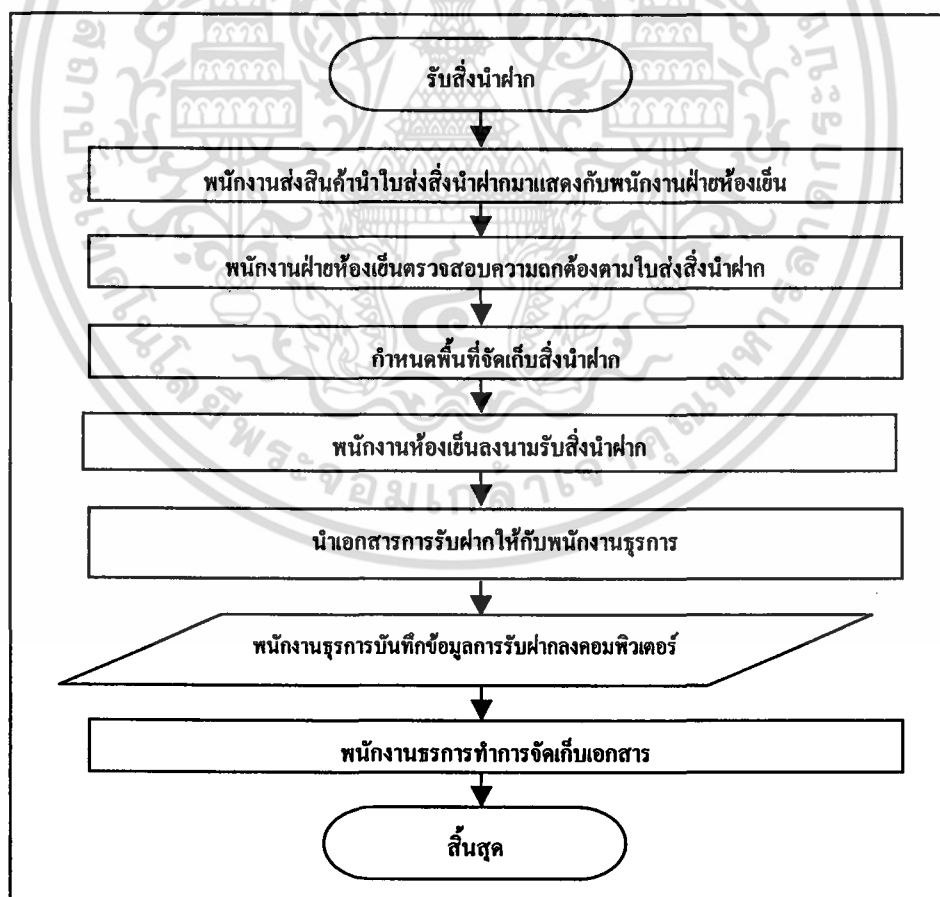 รับสิ่งนำฝาก
พนักงานส่งสินค้านำใบส่งสิ่งนำฝากมาแสดงกับพนักงานฝ่ายห้องเย็น
พนักงานฝ่ายห้องเย็นตรวจสอบความถกต้องตามใบส่งสิ่งนำฝาก
กำหนดพื้นที่จัดเก็บสิ่งนำฝาก
พนักงานห้องเย็นลงนามรับสิ่งนำฝาก
นำเอกสารการรับฝากให้กับพนักงานธุรการ
พนักงานธุรการบันทึกข้อมูลการรับฝากลงคอมพิวเตอร์
พนักงานธรการทำการจัดเก็บเอกสาร
สิ้นสุด